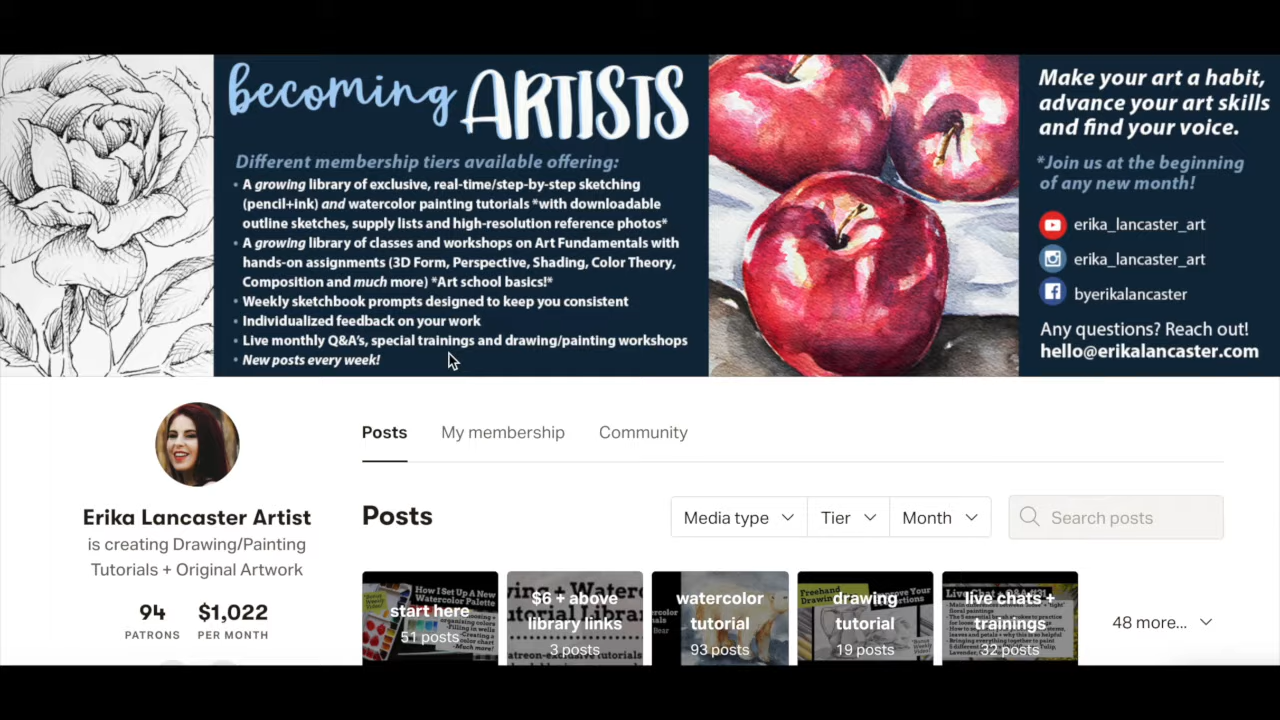 becoming ARTISTS
Different membership tiers available offering:
• A growing library of exclusive, real-time/step-by-step sketching
(pencil+ink) and watercolor painting tutorials *with downloadable
outline sketches, supply lists and high-resolution reference photos*
• A growing library of classes and workshops on Art Fundamentals with
hands-on assignments (3D Form, Perspective, Shading, Color Theory,
Composition and much more) *Art school basics!*
• Weekly sketchbook prompts designed to keep you consistent
• Individualized feedback on your work
• Live monthly Q&A's, special trainings and drawing/painting workshops
• New posts every week!
Make your art a habit,
advance your art skills
and find your voice.
*Join us at the beginning
of any new month!
erika_lancaster_art
erika_lancaster_art
byerikalancaster
Any questions? Reach out!
hello@erikalancaster.com
Erika Lancaster Artist
is creating Drawing/Painting
Tutorials + Original Artwork
94 $1,022
PATRONS PER MONTH
Posts My membership Community
Posts
Media type Tier Month Search posts
start here
51 posts
$6 + above
library links
3 posts
watercolor
tutorial
93 posts
drawing
tutorial
19 posts
live chats +
trainings
32 posts
48 more...